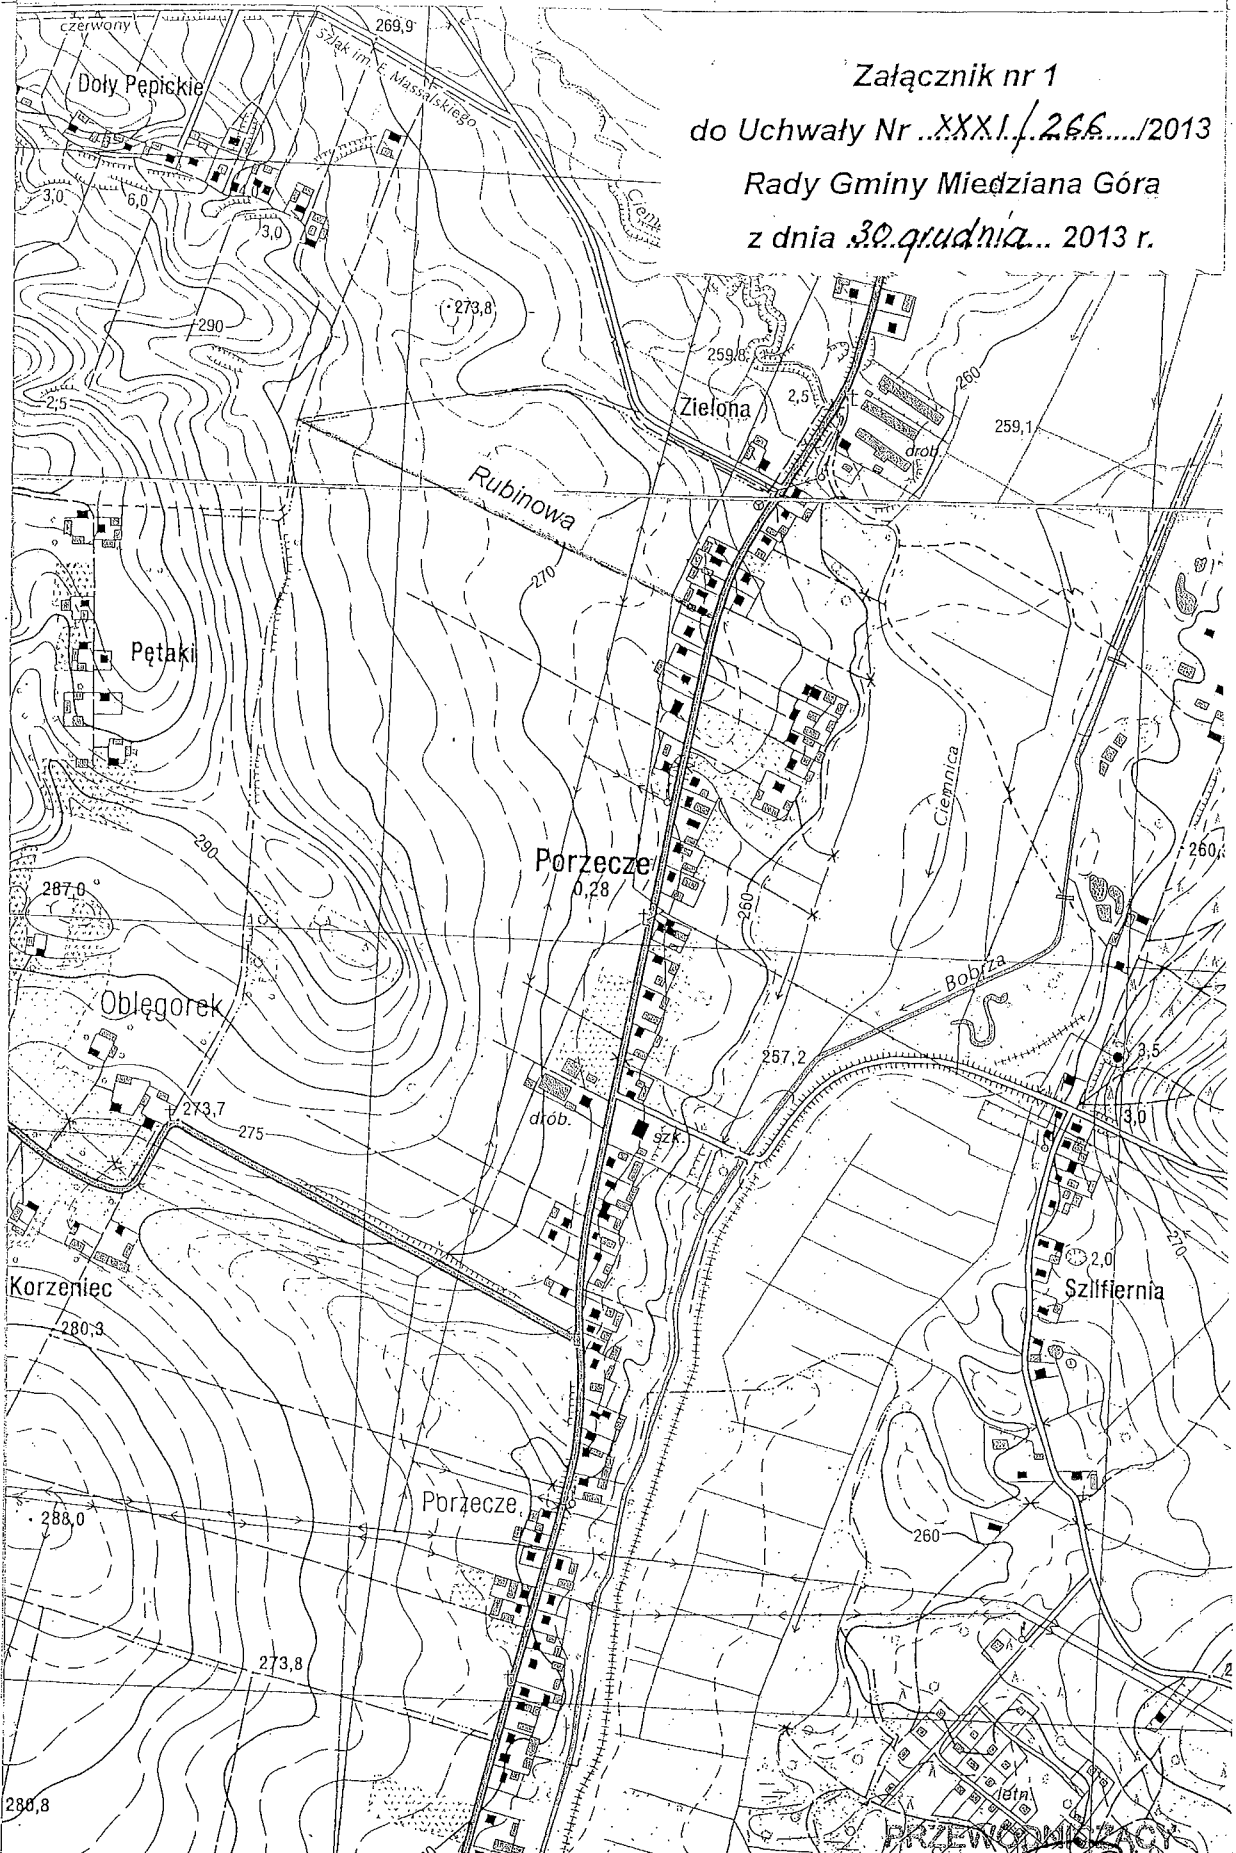 czerwony
269,9
Szlak im. E. Massalskiego
Doły Pępickie
Załącznik nr 1
do Uchwały Nr ..XXXI./.266..../2013
Rady Gminy Miedziana Góra
z dnia ..30.grudnia... 2013 r.
3,0
6,0
3,0
290
273,8
259,8
260
2,5
2,5
Zielona
259,1
drob.
Rubinowa
270
Pętaki
Ciemnica
290
Porzecze
0,28
260
287,0
Oblęgorek
Bobrza
257,2
3,5
273,7
275
drob.
szk.
3,0
270
2,0
Korzeniec
Szlifiernia
280,3
Porzecze
288,0
260
273,8
280,8
letn.
PRZEWODNICZĄCY